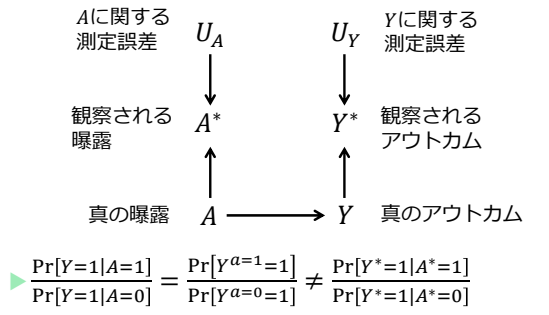 Aに関する
測定誤差
U_A
U_Y
Yに関する
測定誤差
観察される
曝露
A*
Y*
観察される
アウトカム
真の曝露
A
Y
真のアウトカム
Pr[Y=1|A=1]/Pr[Y=1|A=0] = Pr[Y^{a=1}=1]/Pr[Y^{a=0}=1] ≠ Pr[Y*=1|A*=1]/Pr[Y*=1|A*=0]